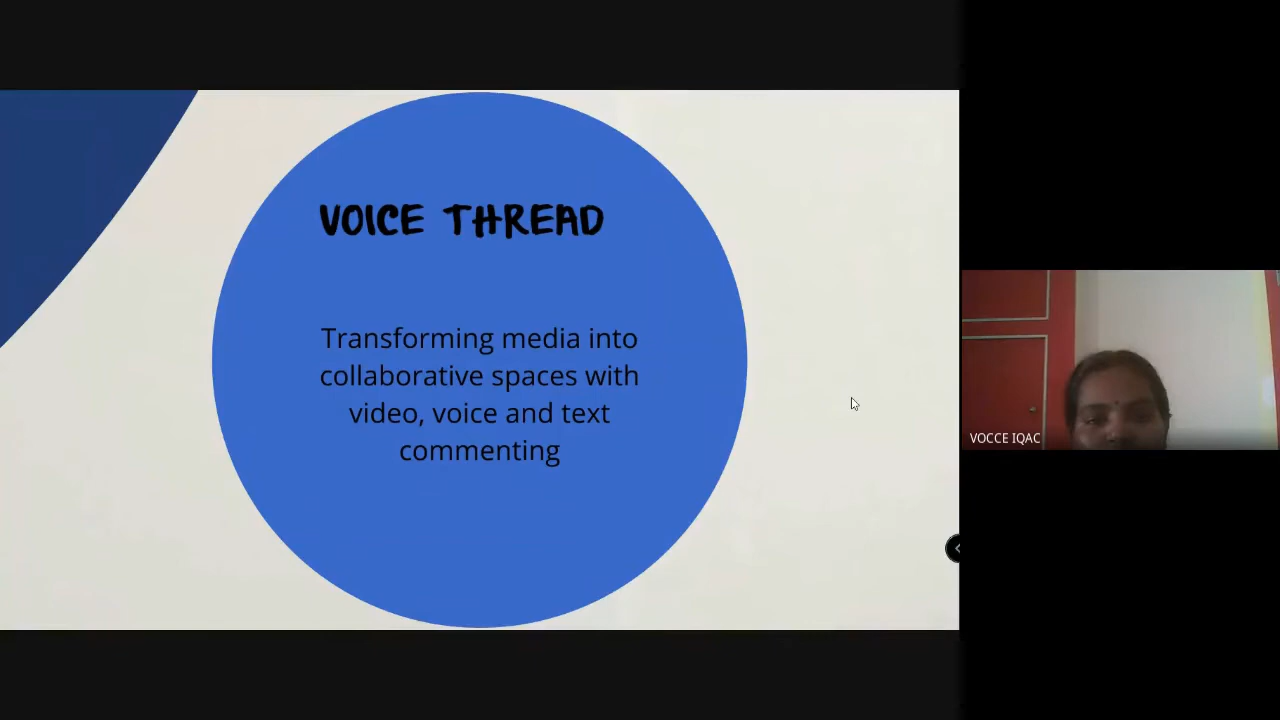 VOICE THREAD
Transforming media into
collaborative spaces with
video, voice and text
commenting
VOCCE IQAC